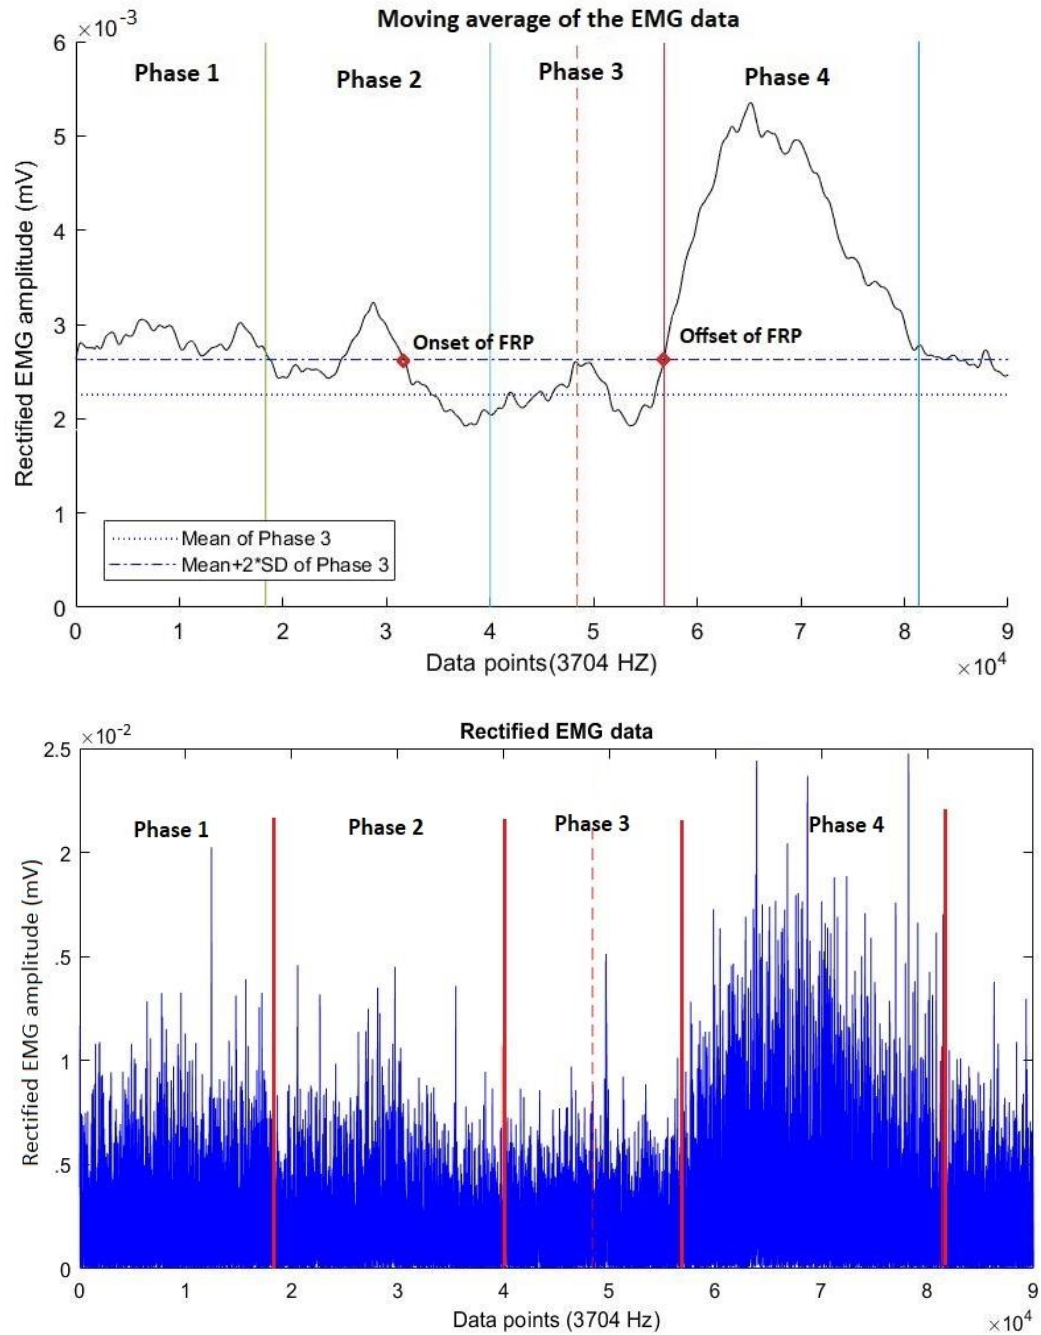 Moving average of the EMG data
×10-3
6
Phase 1
Phase 2
Phase 3
Phase 4
5
4
3
Onset of FRP
Offset of FRP
2
1
Mean of Phase 3
Mean+2*SD of Phase 3
0
0 1 2 3 4 5 6 7 8 9
Rectified EMG amplitude (mV)
Data points(3704 HZ)
×104
Rectified EMG data
×10-2
2.5
Phase 1
Phase 2
Phase 3
Phase 4
2
.5
1
.5
0
0 1 2 3 4 5 6 7 8 9
Rectified EMG amplitude (mV)
Data points (3704 Hz)
×104